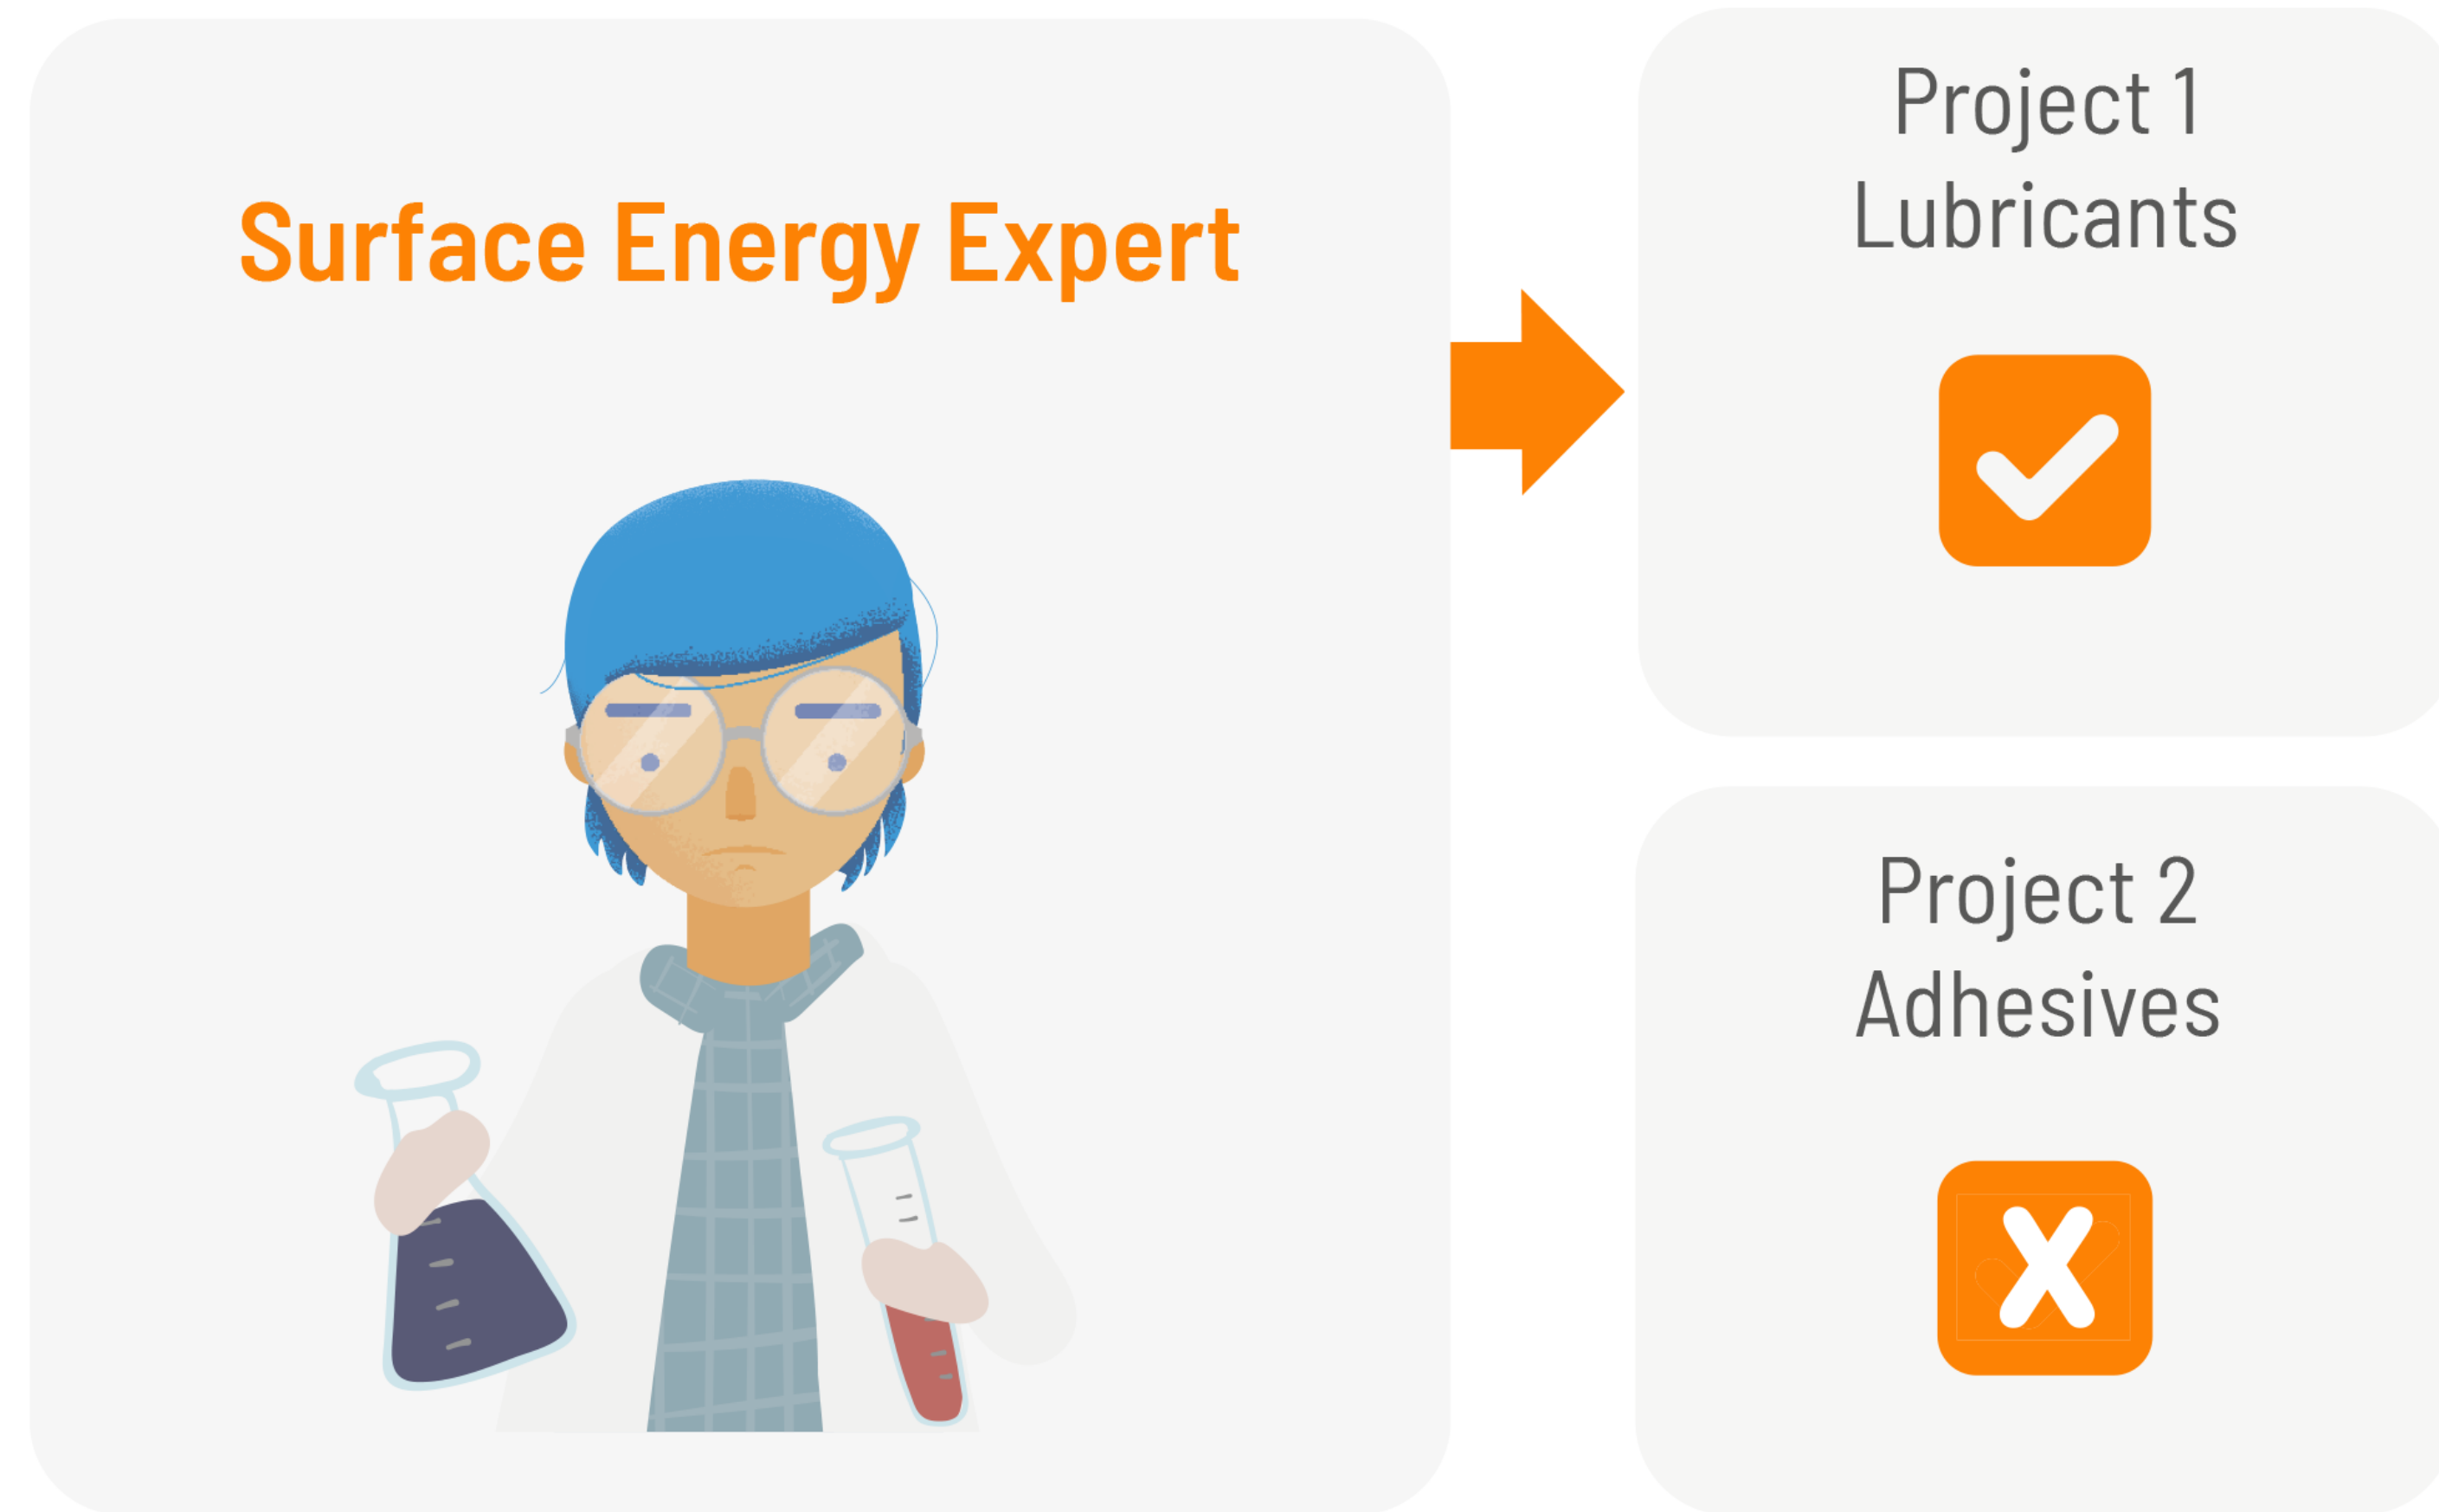 Surface Energy Expert
Project 1
Lubricants
Project 2
Adhesives
X